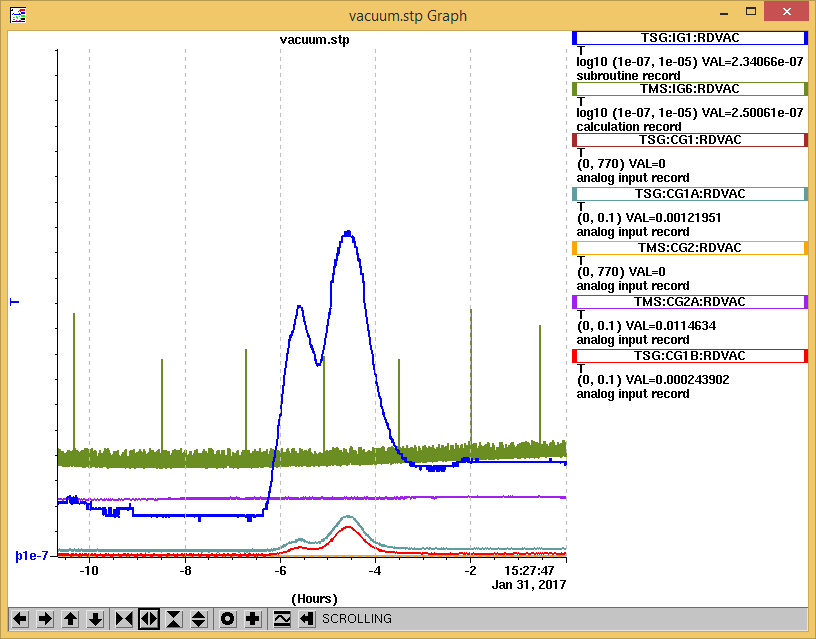 vacuum.stp Graph
vacuum.stp
T
þ1e-7
-10
-8
-6
-4
-2
15:27:47
Jan 31, 2017
(Hours)
TSG:IG1:RDVAC
T
log10 (1e-07, 1e-05) VAL=2.34066e-07
subroutine record
TMS:IG6:RDVAC
T
log10 (1e-07, 1e-05) VAL=2.50061e-07
calculation record
TSG:CG1:RDVAC
T
(0, 770) VAL=0
analog input record
TSG:CG1A:RDVAC
T
(0, 0.1) VAL=0.00121951
analog input record
TMS:CG2:RDVAC
T
(0, 770) VAL=0
analog input record
TMS:CG2A:RDVAC
T
(0, 0.1) VAL=0.0114634
analog input record
TSG:CG1B:RDVAC
T
(0, 0.1) VAL=0.000243902
analog input record
SCROLLING